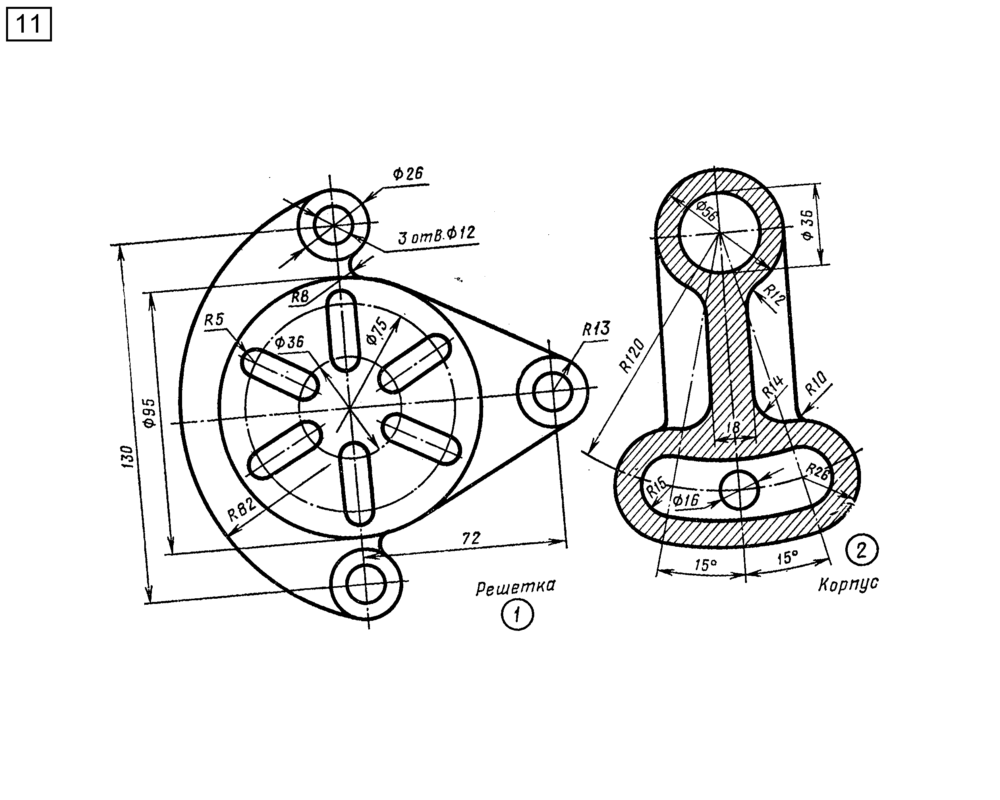 11
Ф26
3 отв. Ф12
R8
R5
Ф36
Ф75
R13
Ф95
130
R82
72
Решетка
1
Ф56
Ф36
R12
R120
R14
R10
18
R15
Ф16
R26
15°
15°
2
Корпус